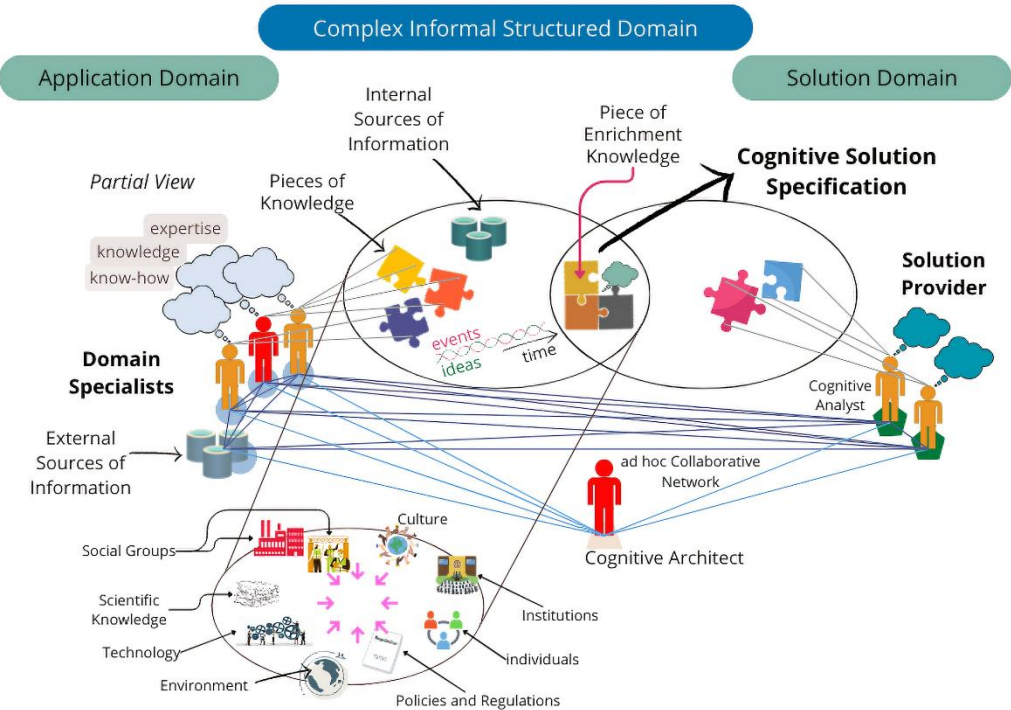 Complex Informal Structured Domain
Application Domain
Solution Domain
Internal
Sources of
Information
Piece of
Enrichment
Knowledge
Cognitive Solution
Specification
Partial View
Pieces of
Knowledge
expertise
knowledge
know-how
Solution
Provider
events
ideas
time
Domain
Specialists
Cognitive
Analyst
External
Sources of
Information
ad hoc Collaborative
Network
Cognitive Architect
Social Groups
Culture
Institutions
Scientific
Knowledge
Technology
individuals
Environment
Policies and Regulations